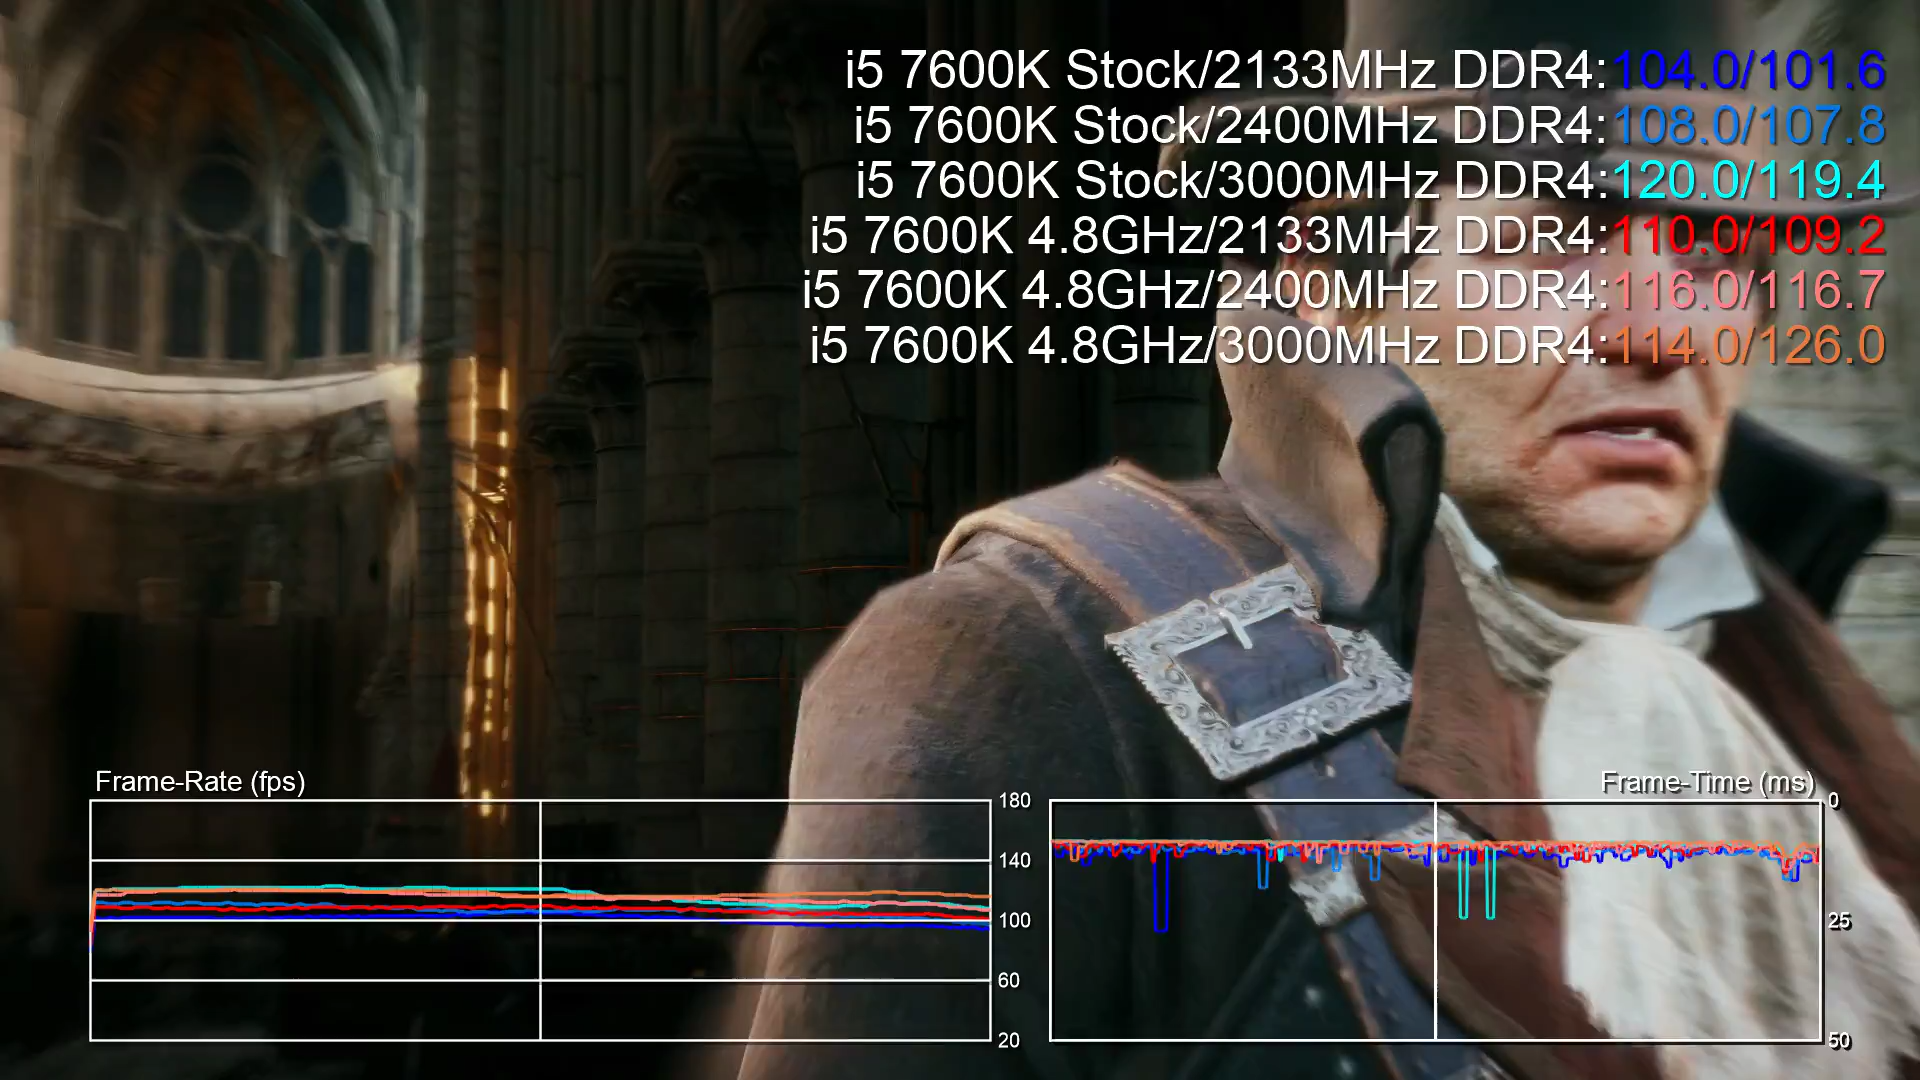 i5 7600K Stock/2133MHz DDR4:104.0/101.6
i5 7600K Stock/2400MHz DDR4:108.0/107.8
i5 7600K Stock/3000MHz DDR4:120.0/119.4
i5 7600K 4.8GHz/2133MHz DDR4:110.0/109.2
i5 7600K 4.8GHz/2400MHz DDR4:116.0/116.7
i5 7600K 4.8GHz/3000MHz DDR4:114.0/126.0
Frame-Rate (fps)
180
140
100
60
20
Frame-Time (ms)
0
25
50